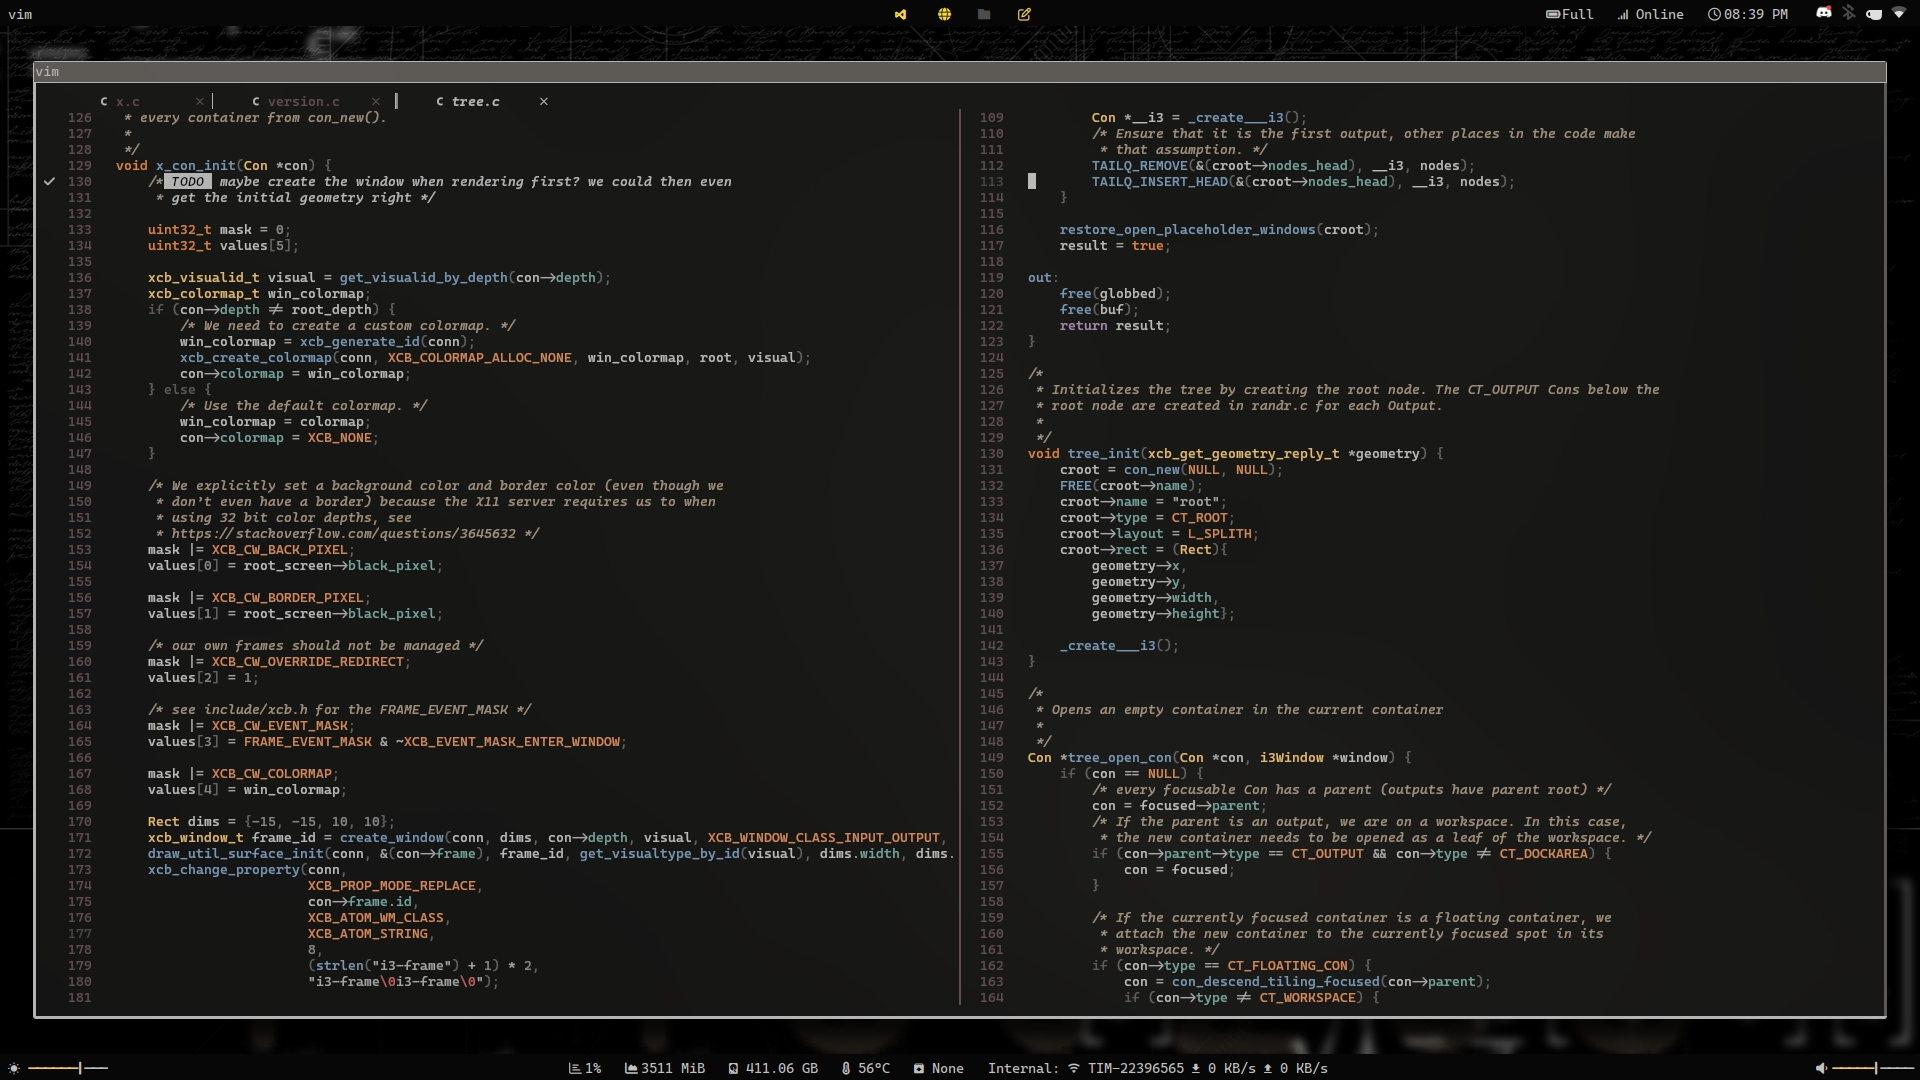 vim
Full
Online
08:39 PM
vim
C x.c × | C version.c × | C tree.c ×
126 * every container from con_new().
127 *
128 */
129 void x_con_init(Con *con) {
130 /* TODO maybe create the window when rendering first? we could then even
131 * get the initial geometry right */
132
133 uint32_t mask = 0;
134 uint32_t values[5];
135
136 xcb_visualid_t visual = get_visualid_by_depth(con->depth);
137 xcb_colormap_t win_colormap;
138 if (con->depth != root_depth) {
139 /* We need to create a custom colormap. */
140 win_colormap = xcb_generate_id(conn);
141 xcb_create_colormap(conn, XCB_COLORMAP_ALLOC_NONE, win_colormap, root, visual);
142 con->colormap = win_colormap;
143 } else {
144 /* Use the default colormap. */
145 win_colormap = colormap;
146 con->colormap = XCB_NONE;
147 }
148
149 /* We explicitly set a background color and border color (even though we
150 * don't even have a border) because the X11 server requires us to when
151 * using 32 bit color depths, see
152 * https://stackoverflow.com/questions/3645632 */
153 mask |= XCB_CW_BACK_PIXEL;
154 values[0] = root_screen->black_pixel;
155
156 mask |= XCB_CW_BORDER_PIXEL;
157 values[1] = root_screen->black_pixel;
158
159 /* our own frames should not be managed */
160 mask |= XCB_CW_OVERRIDE_REDIRECT;
161 values[2] = 1;
162
163 /* see include/xcb.h for the FRAME_EVENT_MASK */
164 mask |= XCB_CW_EVENT_MASK;
165 values[3] = FRAME_EVENT_MASK & ~XCB_EVENT_MASK_ENTER_WINDOW;
166
167 mask |= XCB_CW_COLORMAP;
168 values[4] = win_colormap;
169
170 Rect dims = {-15, -15, 10, 10};
171 xcb_window_t frame_id = create_window(conn, dims, con->depth, visual, XCB_WINDOW_CLASS_INPUT_OUTPUT,
172 draw_util_surface_init(conn, &(con->frame), frame_id, get_visualtype_by_id(visual), dims.width, dims.
173 xcb_change_property(conn,
174 XCB_PROP_MODE_REPLACE,
175 con->frame.id,
176 XCB_ATOM_WM_CLASS,
177 XCB_ATOM_STRING,
178 8,
179 (strlen("i3-frame") + 1) * 2,
180 "i3-frame\0i3-frame\0");
181
109 Con *__i3 = _create___i3();
110 /* Ensure that it is the first output, other places in the code make
111 * that assumption. */
112 TAILQ_REMOVE(&(croot->nodes_head), __i3, nodes);
113 TAILQ_INSERT_HEAD(&(croot->nodes_head), __i3, nodes);
114 }
115
116 restore_open_placeholder_windows(croot);
117 result = true;
118
119 out:
120 free(globbed);
121 free(buf);
122 return result;
123 }
124
125 /*
126 * Initializes the tree by creating the root node. The CT_OUTPUT Cons below the
127 * root node are created in randr.c for each Output.
128 *
129 */
130 void tree_init(xcb_get_geometry_reply_t *geometry) {
131 croot = con_new(NULL, NULL);
132 FREE(croot->name);
133 croot->name = "root";
134 croot->type = CT_ROOT;
135 croot->layout = L_SPLITH;
136 croot->rect = (Rect){
137 geometry->x,
138 geometry->y,
139 geometry->width,
140 geometry->height};
141
142 _create___i3();
143 }
144
145 /*
146 * Opens an empty container in the current container
147 *
148 */
149 Con *tree_open_con(Con *con, i3Window *window) {
150 if (con == NULL) {
151 /* every focusable Con has a parent (outputs have parent root) */
152 con = focused->parent;
153 /* If the parent is an output, we are on a workspace. In this case,
154 * the new container needs to be opened as a leaf of the workspace. */
155 if (con->parent->type == CT_OUTPUT && con->type != CT_DOCKAREA) {
156 con = focused;
157 }
158
159 /* If the currently focused container is a floating container, we
160 * attach the new container to the currently focused spot in its
161 * workspace. */
162 if (con->type == CT_FLOATING_CON) {
163 con = con_descend_tiling_focused(con->parent);
164 if (con->type != CT_WORKSPACE) {
1% 3511 MiB 411.06 GB 56°C None Internal: TIM-22396565 0 KB/s 0 KB/s